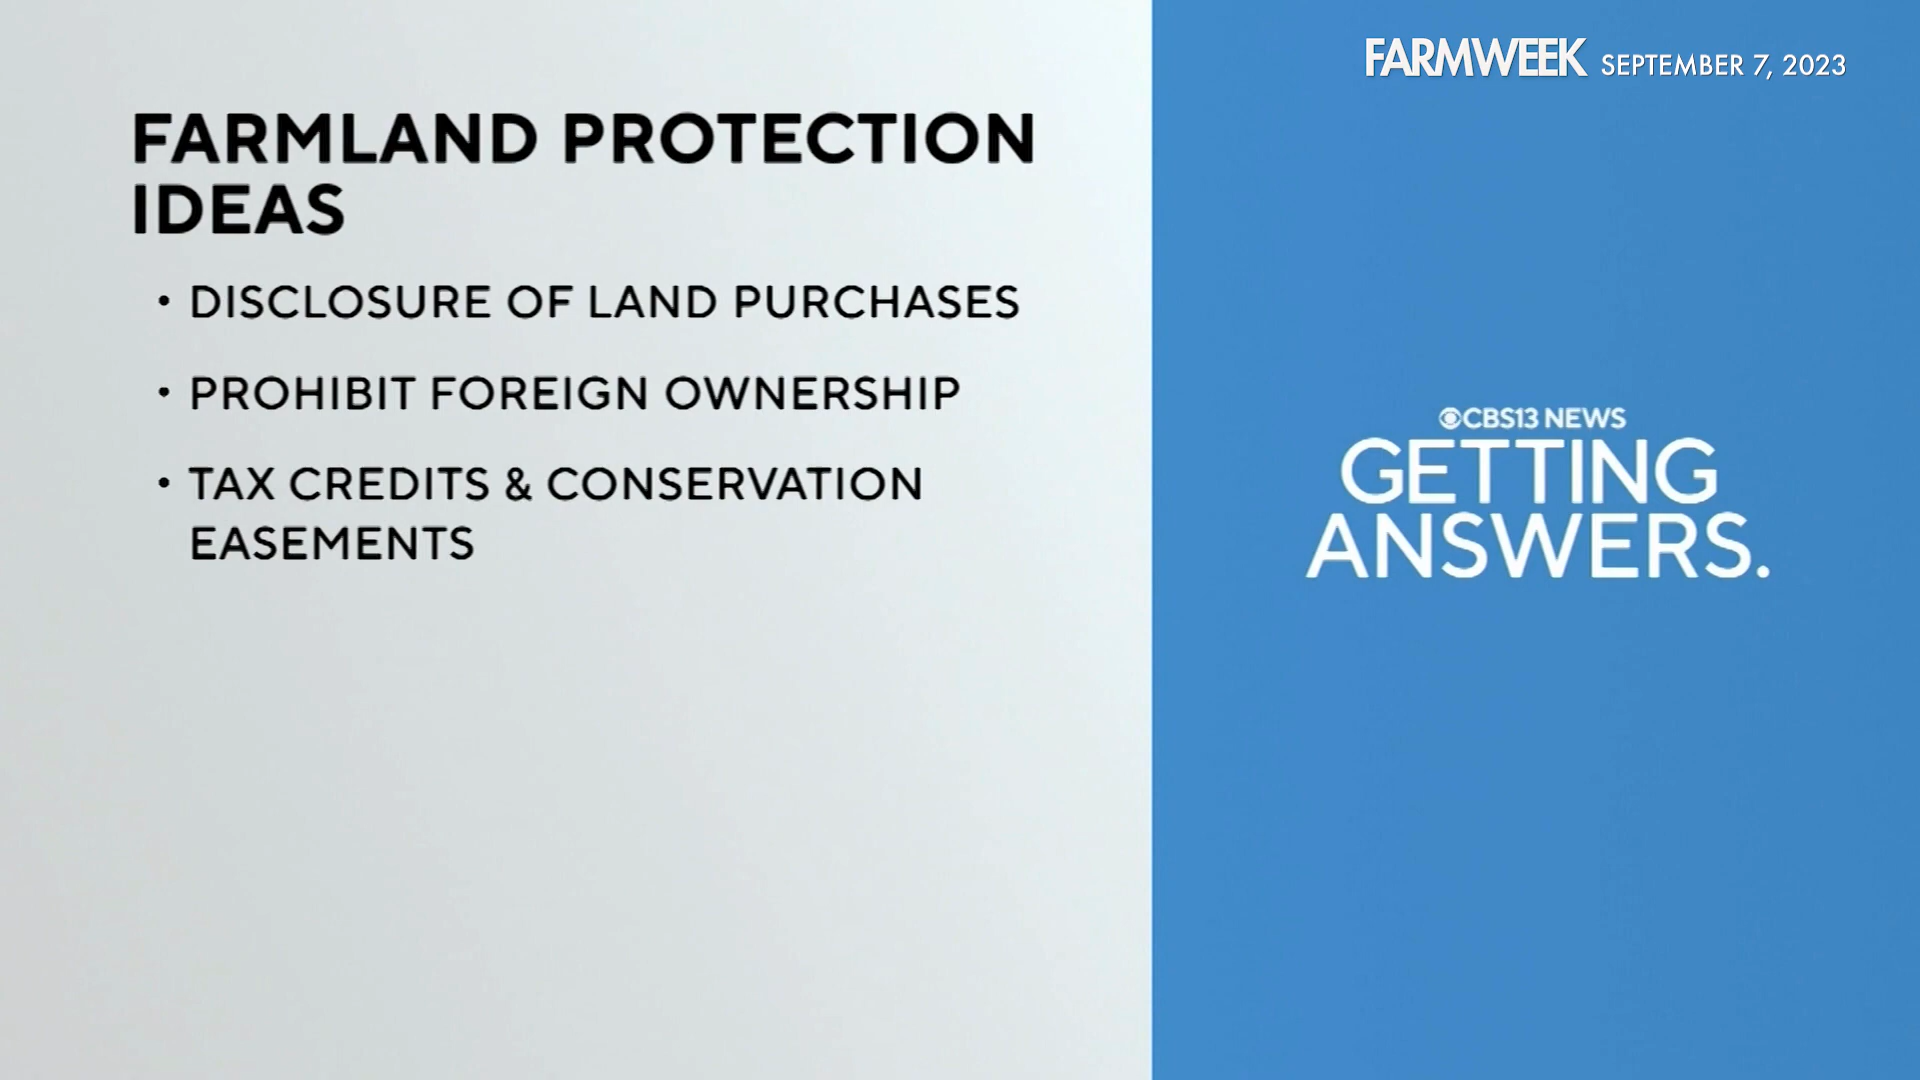 FARMWEEK SEPTEMBER 7, 2023
FARMLAND PROTECTION
IDEAS
• DISCLOSURE OF LAND PURCHASES
• PROHIBIT FOREIGN OWNERSHIP
• TAX CREDITS & CONSERVATION
EASEMENTS
CBS13 NEWS
GETTING
ANSWERS.